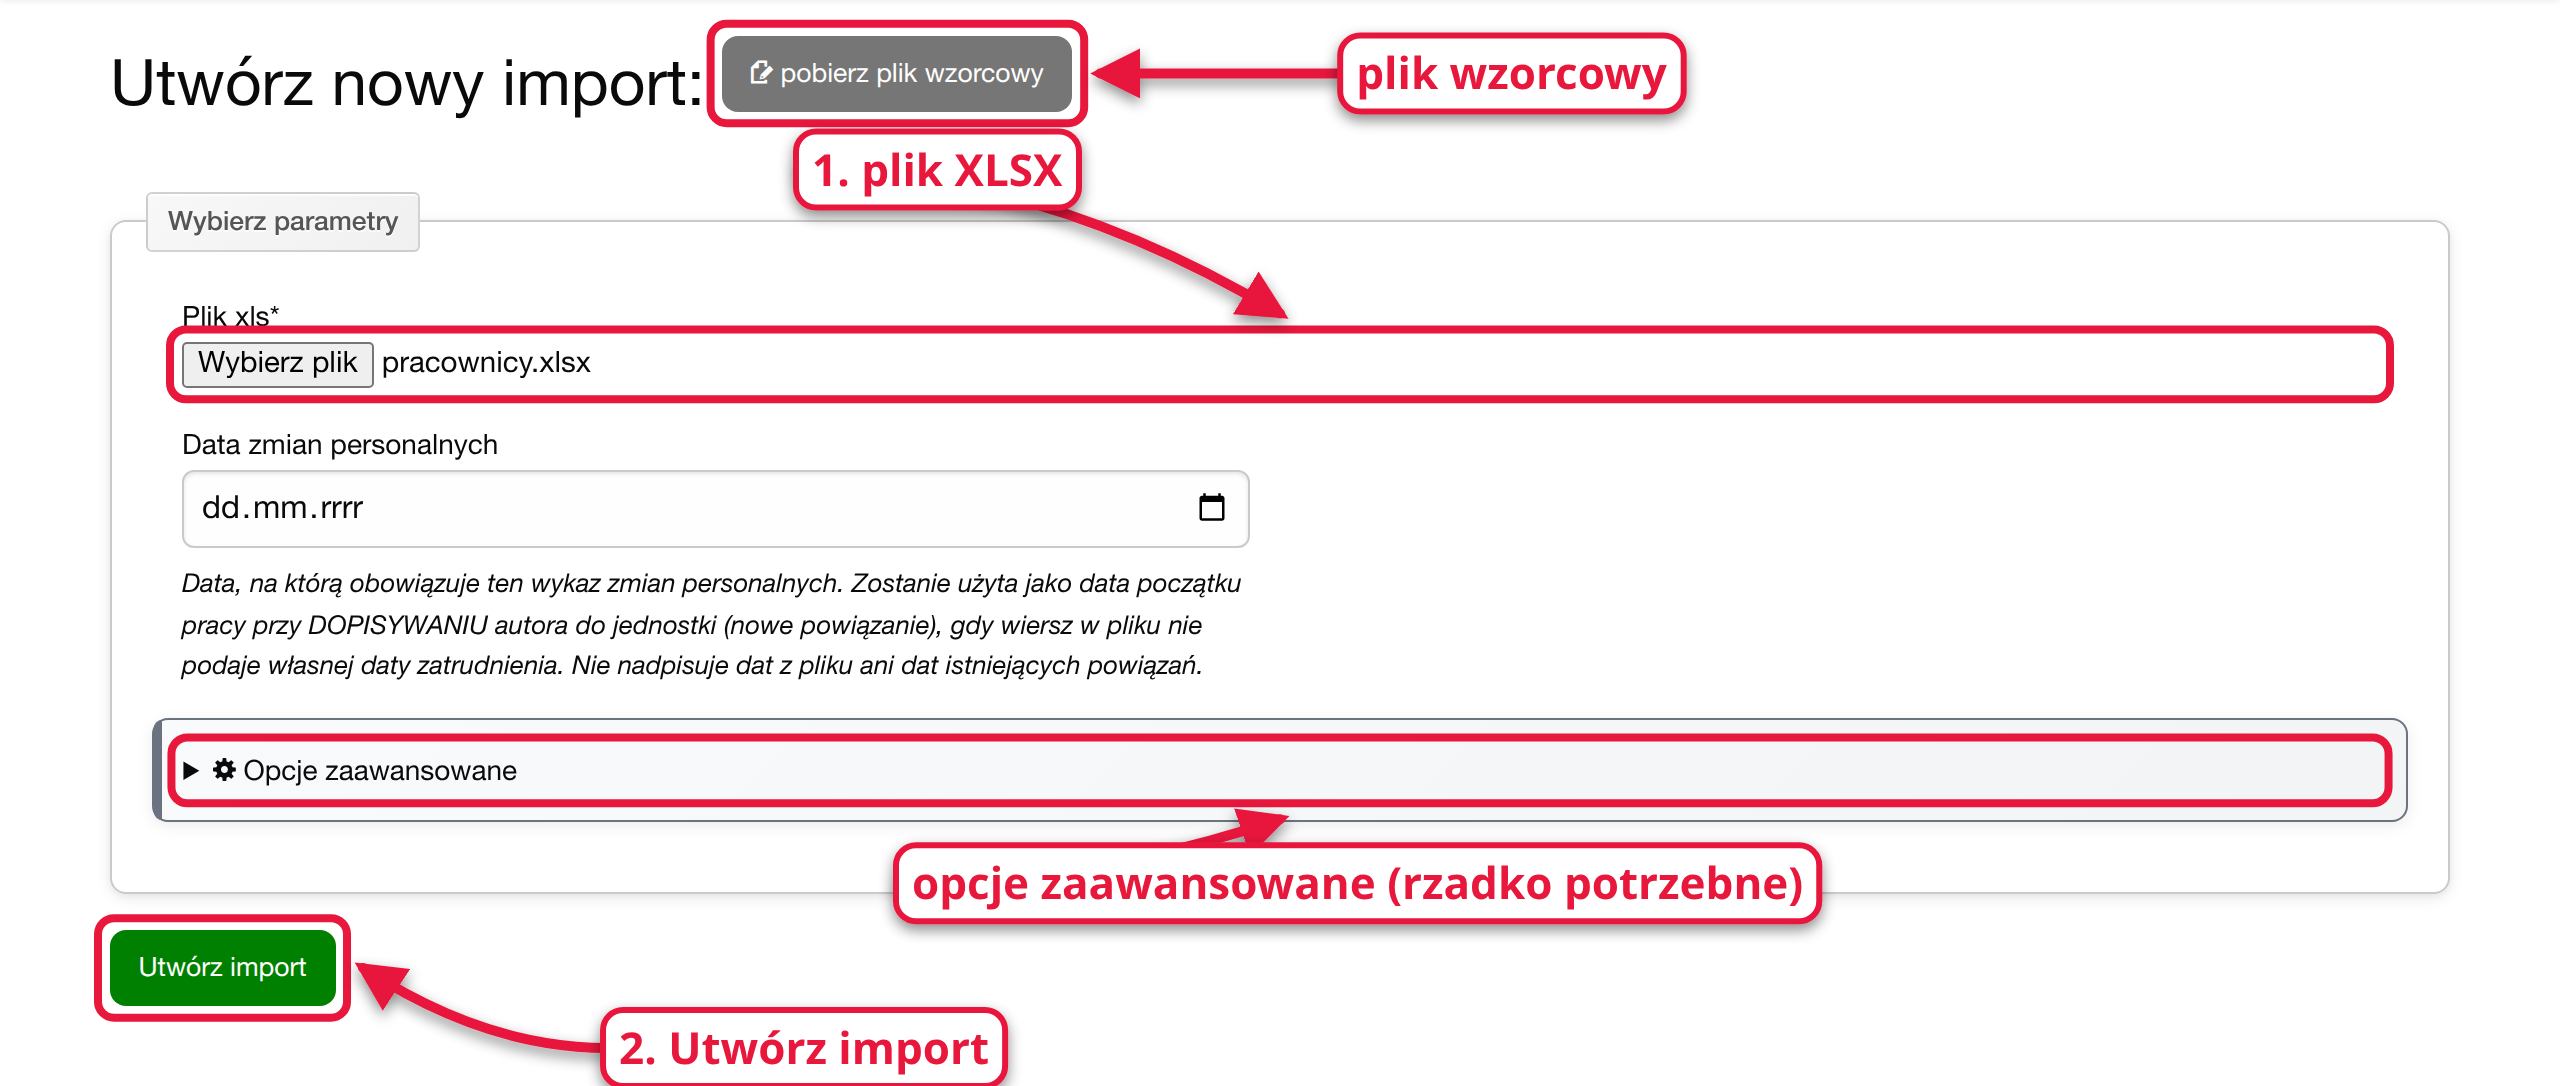 Utwórz nowy import:
pobierz plik wzorcowy
plik wzorcowy
1. plik XLSX
Wybierz parametry
Plik xls*
Wybierz plik pracownicy.xlsx
Data zmian personalnych
dd.mm.rrrr
Data, na którą obowiązuje ten wykaz zmian personalnych. Zostanie użyta jako data początku
pracy przy DOPISYWANIU autora do jednostki (nowe powiązanie), gdy wiersz w pliku nie
podaje własnej daty zatrudnienia. Nie nadpisuje dat z pliku ani dat istniejących powiązań.
Opcje zaawansowane
opcje zaawansowane (rzadko potrzebne)
Utwórz import
2. Utwórz import